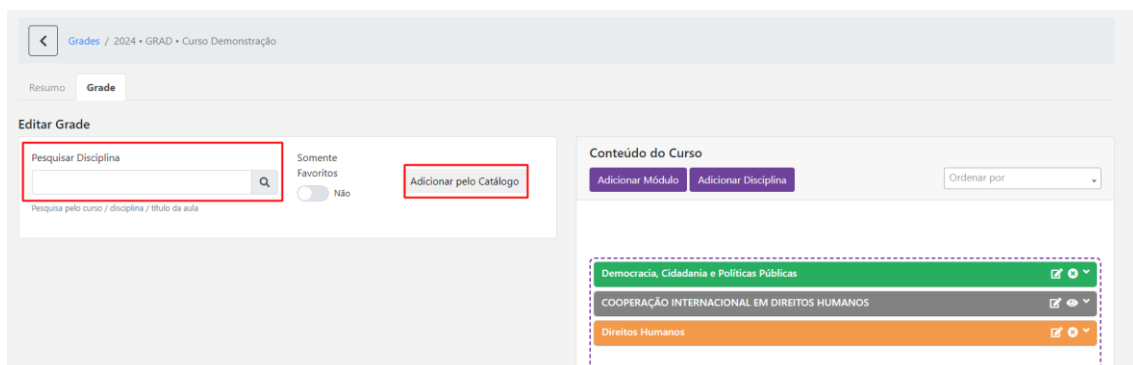 Grades / 2024 • GRAD • Curso Demonstração
Resumo Grade
Editar Grade
Pesquisar Disciplina
Pesquisa pelo curso / disciplina / título da aula
Somente
Favoritos
Não
Adicionar pelo Catálogo
Conteúdo do Curso
Adicionar Módulo Adicionar Disciplina Ordenar por
Democracia, Cidadania e Políticas Públicas
COOPERAÇÃO INTERNACIONAL EM DIREITOS HUMANOS
Direitos Humanos